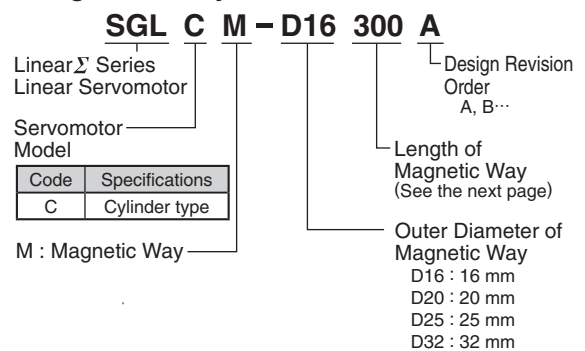 SGL C M – D16 300 A
Linear Σ Series
Linear Servomotor
Servomotor
Model
Code Specifications
C Cylinder type
M : Magnetic Way
Design Revision
Order
A, B⋯
Length of
Magnetic Way
(See the next page)
Outer Diameter of
Magnetic Way
D16 : 16 mm
D20 : 20 mm
D25 : 25 mm
D32 : 32 mm